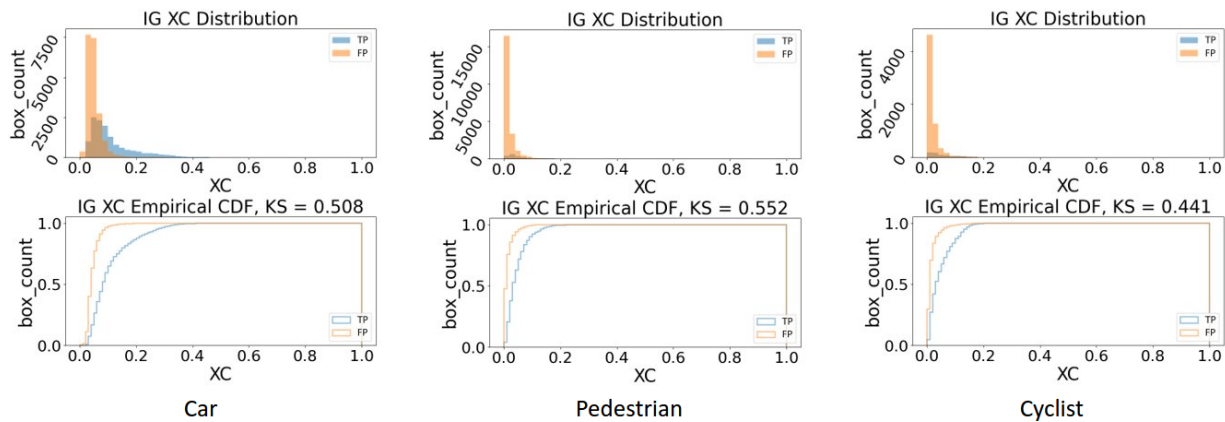 IG XC Distribution
box_count
7500
5000
2500
0
TP
FP
0.0 0.2 0.4 0.6 0.8 1.0
XC
IG XC Empirical CDF, KS = 0.508
box_count
1.0
0.5
0.0
TP
FP
0.0 0.2 0.4 0.6 0.8 1.0
XC
Car
IG XC Distribution
box_count
15000
10000
5000
0
TP
FP
0.0 0.2 0.4 0.6 0.8 1.0
XC
IG XC Empirical CDF, KS = 0.552
box_count
1.0
0.5
0.0
TP
FP
0.0 0.2 0.4 0.6 0.8 1.0
XC
Pedestrian
IG XC Distribution
box_count
4000
2000
0
TP
FP
0.0 0.2 0.4 0.6 0.8 1.0
XC
IG XC Empirical CDF, KS = 0.441
box_count
1.0
0.5
0.0
TP
FP
0.0 0.2 0.4 0.6 0.8 1.0
XC
Cyclist